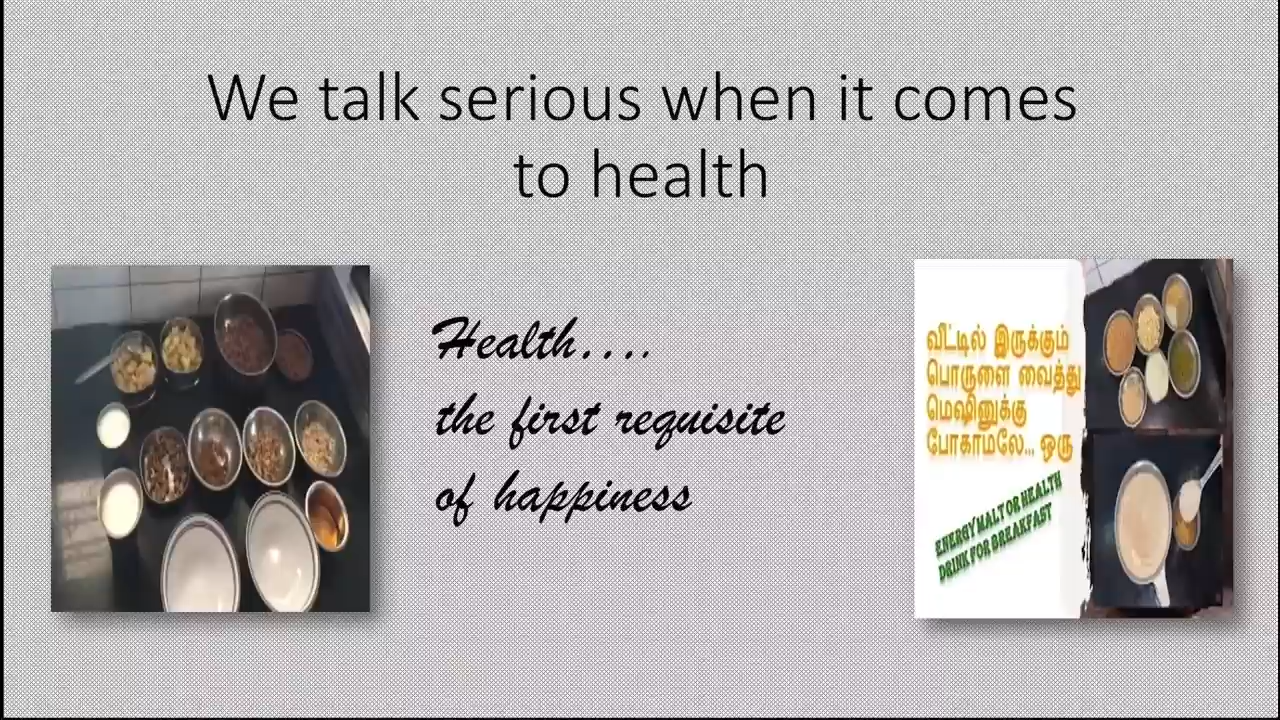 We talk serious when it comes
to health
Health....
the first requisite
of happiness
வீட்டில் இருக்கும்
பொருளை வைத்து
மெஷினுக்கு
போகாமலே... ஒரு
ENERGY MALT OR HEALTH
DRINK FOR BREAKFAST